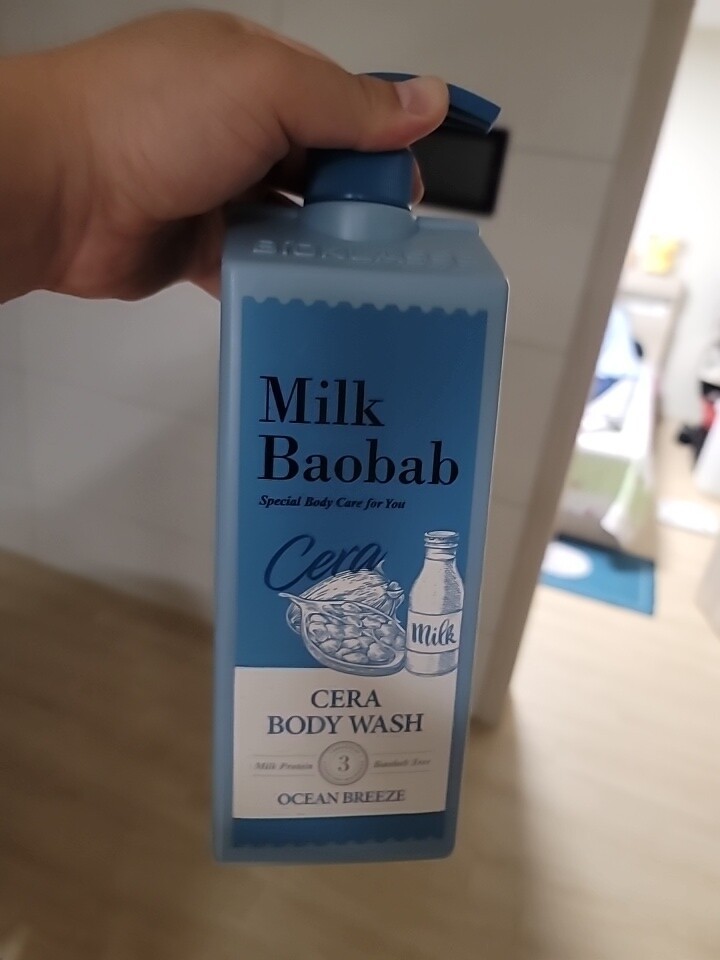 Milk
Baobab
Special Body Care for You
Cera
Milk
CERA
BODY WASH
Milk Protein
3
Baobab Tree
OCEAN BREEZE